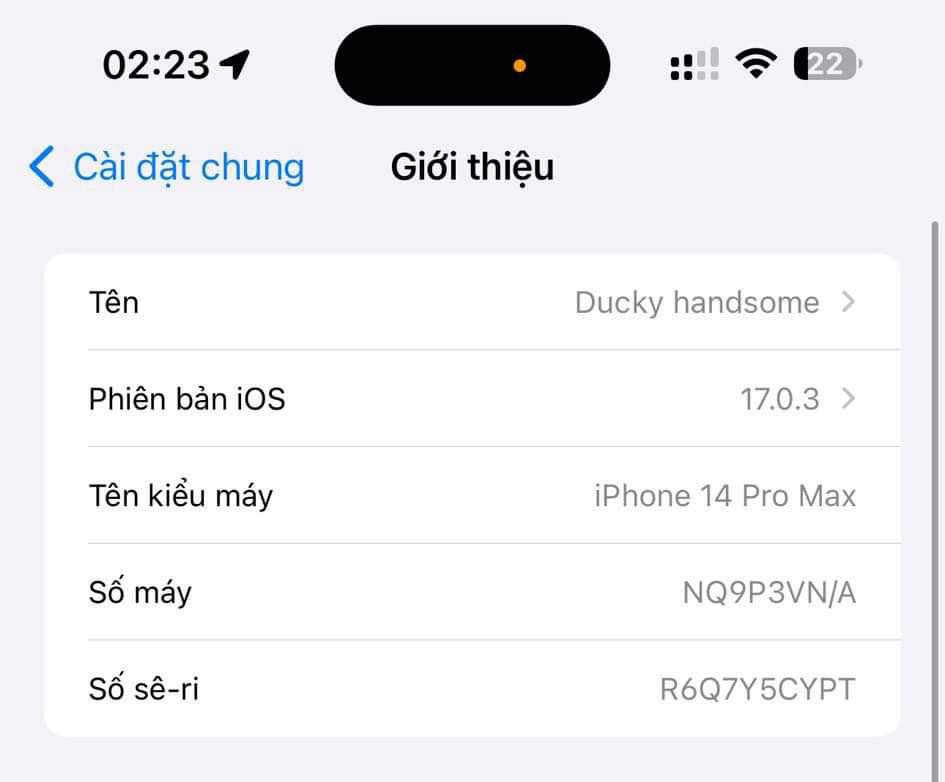 02:23
22
Cài đặt chung
Giới thiệu
Tên
Ducky handsome
Phiên bản iOS
17.0.3
Tên kiểu máy
iPhone 14 Pro Max
Số máy
NQ9P3VN/A
Số sê-ri
R6Q7Y5CYPT